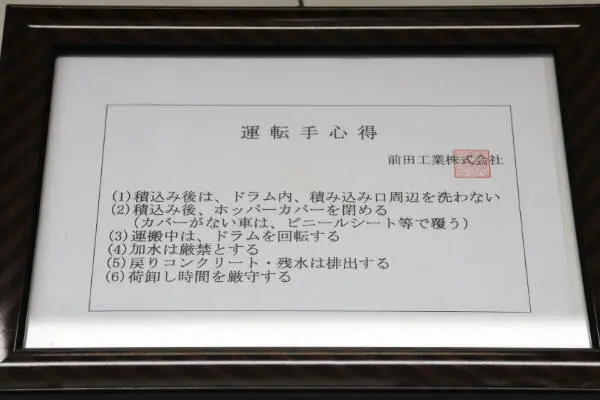 運転手心得
前田工業株式会社
(1)積込み後は、ドラム内、積み込み口周辺を洗わない
(2)積込み後、ホッパーカバーを閉める
(カバーがない車は、ビニールシート等で覆う)
(3)運搬中は、ドラムを回転する
(4)加水は厳禁とする
(5)戻りコンクリート・残水は排出する
(6)荷卸し時間を厳守する